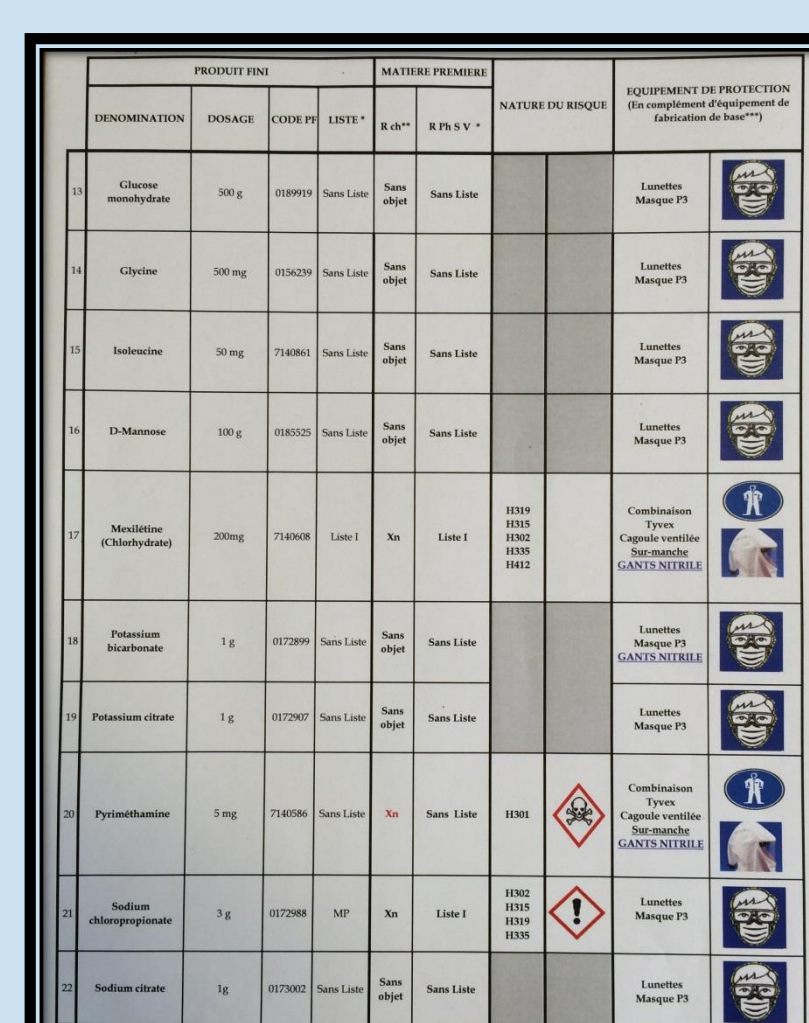 PRODUIT FINI
MATIERE PREMIERE
NATURE DU RISQUE
EQUIPEMENT DE PROTECTION
(En complément d'équipement de
fabrication de base***)
DENOMINATION
DOSAGE
CODE PF
LISTE *
R ch**
R Ph S V *
13
Glucose
monohydrate
500 g
0189919
Sans Liste
Sans
objet
Sans Liste
Lunettes
Masque P3
14
Glycine
500 mg
0156239
Sans Liste
Sans
objet
Sans Liste
Lunettes
Masque P3
15
Isoleucine
50 mg
7140861
Sans Liste
Sans
objet
Sans Liste
Lunettes
Masque P3
16
D-Mannose
100 g
0185525
Sans Liste
Sans
objet
Sans Liste
Lunettes
Masque P3
17
Mexilétine
(Chlorhydrate)
200mg
7140608
Liste I
Xn
Liste I
H319
H315
H302
H335
H412
Combinaison
Tyvex
Cagoule ventilée
Sur-manche
GANTS NITRILE
18
Potassium
bicarbonate
1 g
0172899
Sans Liste
Sans
objet
Sans Liste
Lunettes
Masque P3
GANTS NITRILE
19
Potassium citrate
1 g
0172907
Sans Liste
Sans
objet
Sans Liste
Lunettes
Masque P3
20
Pyriméthamine
5 mg
7140586
Sans Liste
Xn
Sans Liste
H301
Combinaison
Tyvex
Cagoule ventilée
Sur-manche
GANTS NITRILE
21
Sodium
chloropropionate
3 g
0172988
MP
Xn
Liste I
H302
H315
H319
H335
Lunettes
Masque P3
22
Sodium citrate
1g
0173002
Sans Liste
Sans
objet
Sans Liste
Lunettes
Masque P3